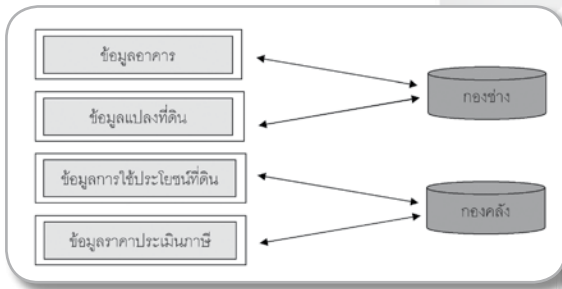 ข้อมูลอาคาร
ข้อมูลแปลงที่ดิน
ข้อมูลการใช้ประโยชน์ที่ดิน
ข้อมูลราคาประเมินภาษี
กองช่าง
กองคลัง